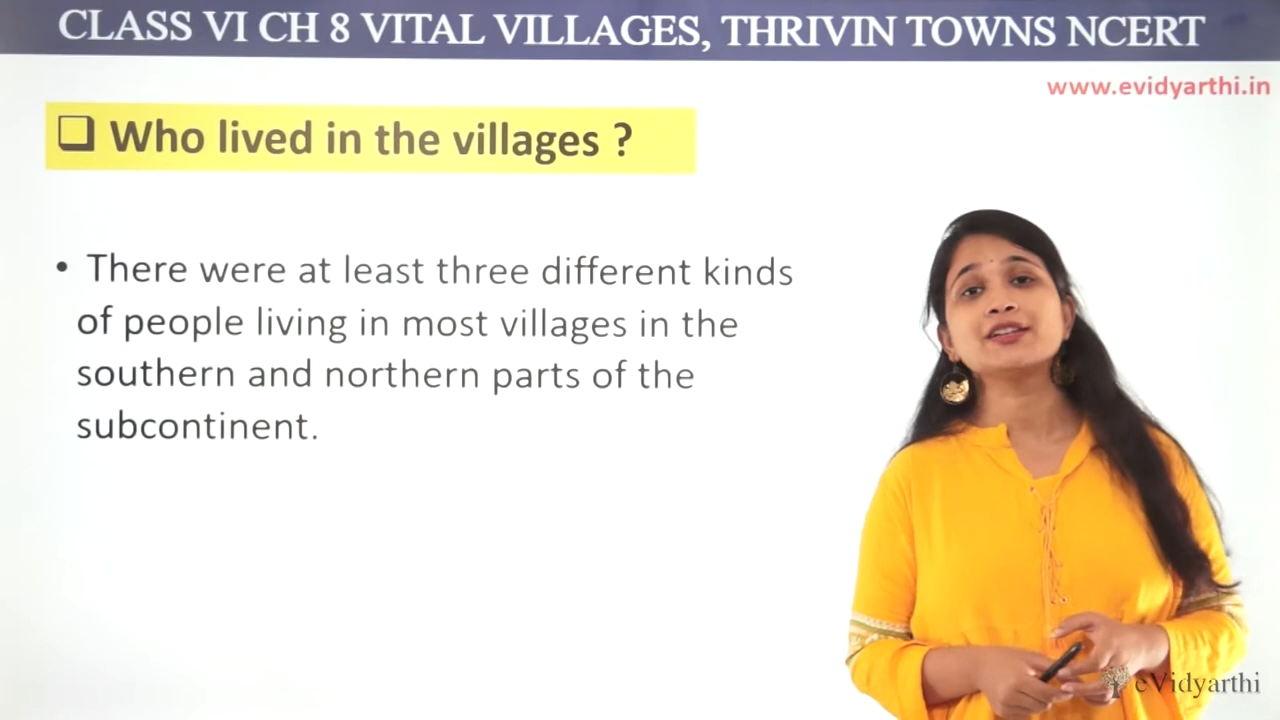 CLASS VI CH 8 VITAL VILLAGES, THRIVIN TOWNS NCERT
www.evidyarthi.in
❑ Who lived in the villages ?
• There were at least three different kinds
of people living in most villages in the
southern and northern parts of the
subcontinent.
eVidyarthi